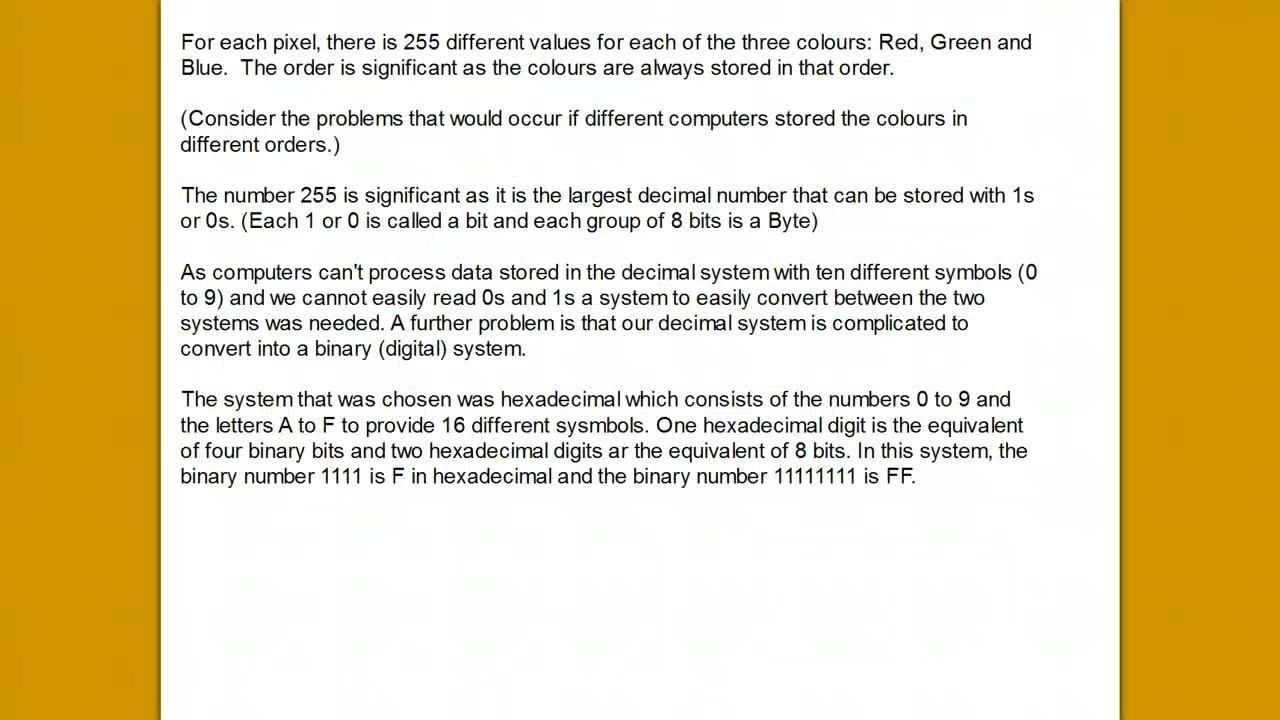 For each pixel, there is 255 different values for each of the three colours: Red, Green and
Blue.  The order is significant as the colours are always stored in that order.
(Consider the problems that would occur if different computers stored the colours in
different orders.)
The number 255 is significant as it is the largest decimal number that can be stored with 1s
or 0s. (Each 1 or 0 is called a bit and each group of 8 bits is a Byte)
As computers can't process data stored in the decimal system with ten different symbols (0
to 9) and we cannot easily read 0s and 1s a system to easily convert between the two
systems was needed. A further problem is that our decimal system is complicated to
convert into a binary (digital) system.
The system that was chosen was hexadecimal which consists of the numbers 0 to 9 and
the letters A to F to provide 16 different sysmbols. One hexadecimal digit is the equivalent
of four binary bits and two hexadecimal digits ar the equivalent of 8 bits. In this system, the
binary number 1111 is F in hexadecimal and the binary number 11111111 is FF.